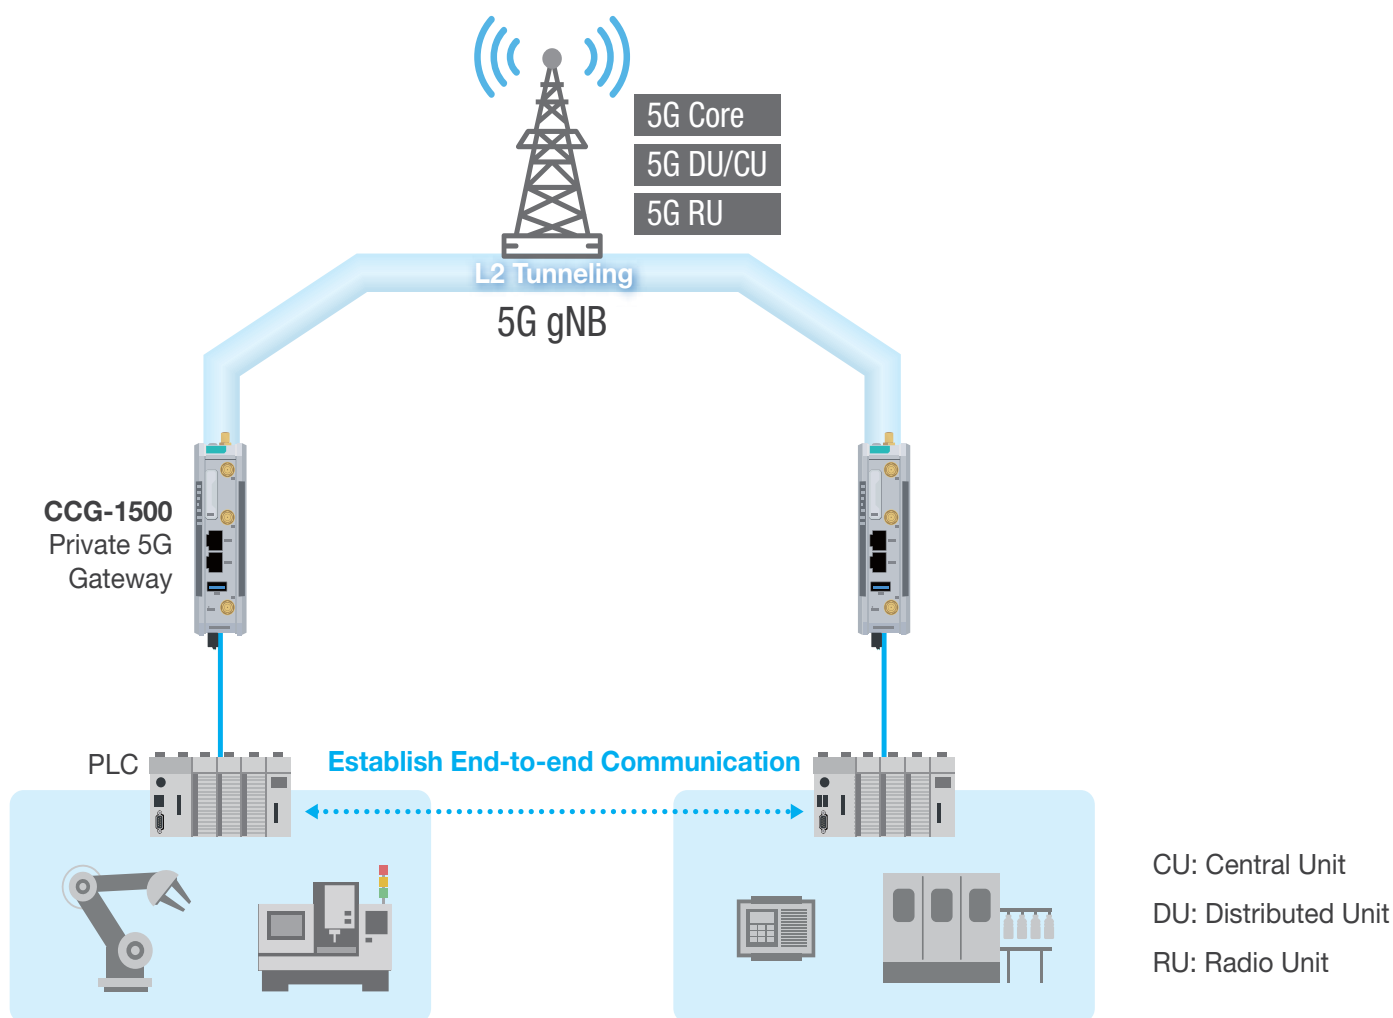 5G Core
5G DU/CU
5G RU
L2 Tunneling
5G gNB
CCG-1500
Private 5G
Gateway
PLC
Establish End-to-end Communication
CU: Central Unit
DU: Distributed Unit
RU: Radio Unit